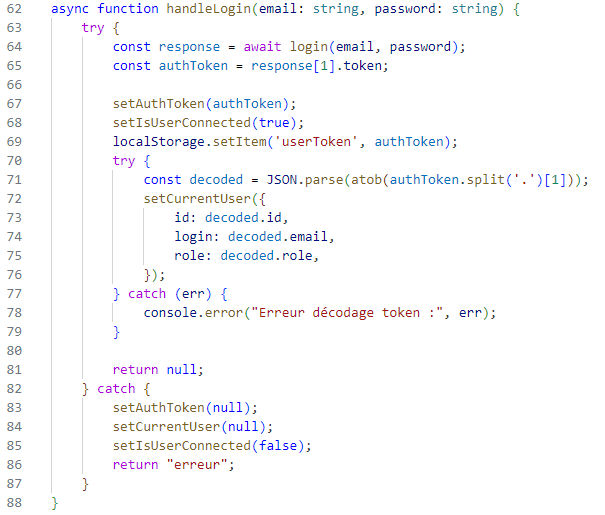 62 async function handleLogin(email: string, password: string) {
63     try {
64         const response = await login(email, password);
65         const authToken = response[1].token;
66
67         setAuthToken(authToken);
68         setIsUserConnected(true);
69         localStorage.setItem('userToken', authToken);
70         try {
71             const decoded = JSON.parse(atob(authToken.split('.')[1]));
72             setCurrentUser({
73                 id: decoded.id,
74                 login: decoded.email,
75                 role: decoded.role,
76             });
77         } catch (err) {
78             console.error("Erreur décodage token :", err);
79         }
80
81         return null;
82     } catch {
83         setAuthToken(null);
84         setCurrentUser(null);
85         setIsUserConnected(false);
86         return "erreur";
87     }
88 }